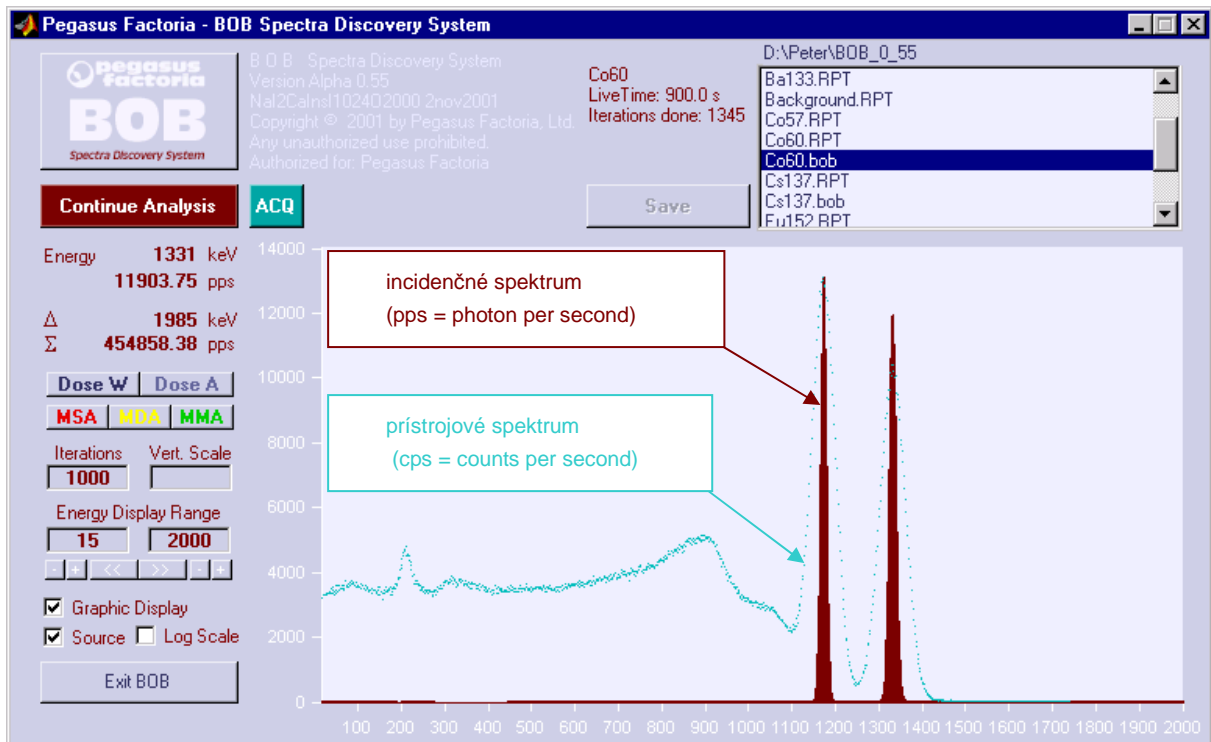 Pegasus Factoria - BOB Spectra Discovery System
pegasus
factoria
BOB
Spectra Discovery System
B O B Spectra Discovery System
Version Alpha 0.55
NaI2CaInsl1024O2000 2nov2001
Copyright © 2001 by Pegasus Factoria, Ltd.
Any unauthorized use prohibited.
Authorized for: Pegasus Factoria
Co60
LiveTime: 900.0 s
Iterations done: 1345
D:\Peter\BOB_0_55
Ba133.RPT
Background.RPT
Co57.RPT
Co60.RPT
Co60.bob
Cs137.RPT
Cs137.bob
Eu152.RPT
Continue Analysis
ACQ
Save
Energy 1331 keV
11903.75 pps
Δ 1985 keV
Σ 454858.38 pps
Dose W Dose A
MSA MDA MMA
Iterations Vert. Scale
1000
Energy Display Range
15 2000
- + << >> - +
Graphic Display
Source Log Scale
Exit BOB
14000
12000
10000
8000
6000
4000
2000
0
incidenčné spektrum
(pps = photon per second)
prístrojové spektrum
(cps = counts per second)
100 200 300 400 500 600 700 800 900 1000 1100 1200 1300 1400 1500 1600 1700 1800 1900 2000